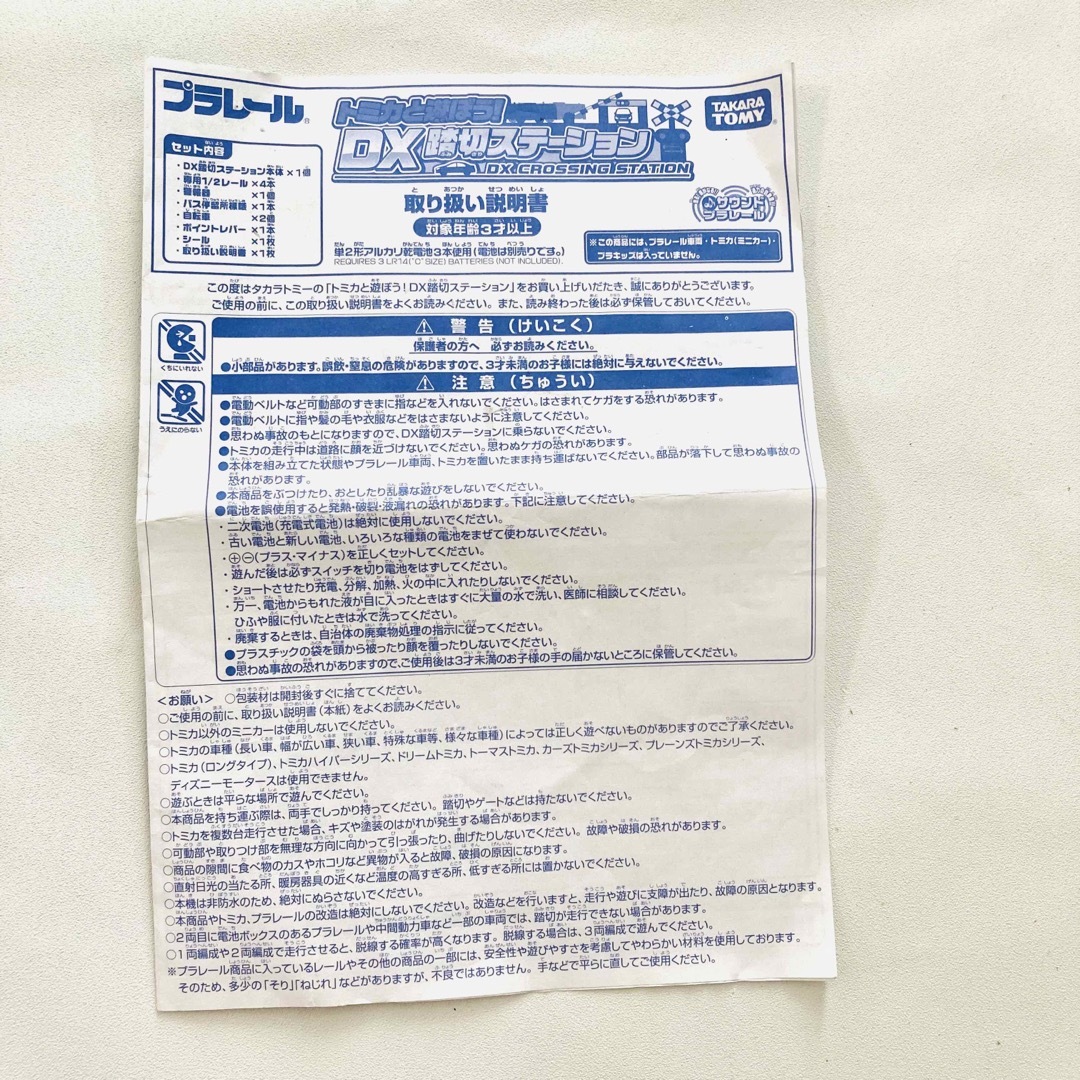 プラレール®
トミカと遊ぼう!
DX踏切ステーション
DX CROSSING STATION
TAKARA TOMY®
セット内容
・DX踏切ステーション本体×1個
・専用1/2レール×4本
・警報器 ×1個
・バス停留所標識×1本
・自転車 ×2個
・ポイントレバー×1本
・シール ×1枚
・取り扱い説明書×1枚
取り扱い説明書
対象年齢3才以上
サウンドプラレール
単2形アルカリ乾電池3本使用(電池は別売りです。)
REQUIRES 3 LR14("C"SIZE) BATTERIES (NOT INCLUDED).
※この商品には、プラレール車両・トミカ(ミニカー)・
プラキッズは入っていません。
この度はタカラトミーの「トミカと遊ぼう! DX踏切ステーション」をお買い上げいただき、誠にありがとうございます。
ご使用の前に、この取り扱い説明書をよくお読みください。また、読み終わった後は必ず保管しておいてください。
くちにいれない
うえにのらない
⚠ 警告(けいこく)
保護者の方へ 必ずお読みください。
●小部品があります。誤飲・窒息の危険がありますので、3才未満のお子様には絶対に与えないでください。
⚠ 注意(ちゅうい)
●電動ベルトなど可動部のすきまに指などを入れないでください。はさまれてケガをする恐れがあります。
●電動ベルトに指や髪の毛や衣服などをはさまないように注意してください。
●思わぬ事故のもとになりますので、DX踏切ステーションに乗らないでください。
●トミカの走行中は道路に顔を近づけないでください。思わぬケガの恐れがあります。
●本体を組み立てた状態やプラレール車両、トミカを置いたまま持ち運ばないでください。部品が落下して思わぬ事故の
恐れがあります。
●本商品をぶつけたり、おとしたり乱暴な遊びをしないでください。
●電池を誤使用すると発熱・破裂・液漏れの恐れがあります。下記に注意してください。
・二次電池(充電式電池)は絶対に使用しないでください。
・古い電池と新しい電池、いろいろな種類の電池をまぜて使わないでください。
・⊕⊖(プラス・マイナス)を正しくセットしてください。
・遊んだ後は必ずスイッチを切り電池をはずしてください。
・ショートさせたり充電、分解、加熱、火の中に入れたりしないでください。
・万一、電池からもれた液が目に入ったときはすぐに大量の水で洗い、医師に相談してください。
ひふや服に付いたときは水で洗ってください。
・廃棄するときは、自治体の廃棄物処理の指示に従ってください。
●プラスチックの袋を頭から被ったり顔を覆ったりしないでください。
●思わぬ事故の恐れがありますので、ご使用後は3才未満のお子様の手の届かないところに保管してください。
<お願い> ○包装材は開封後すぐに捨ててください。
○ご使用の前に、取り扱い説明書(本紙)をよくお読みください。
○トミカ以外のミニカーは使用しないでください。
○トミカの車種(長い車、幅が広い車、狭い車、特殊な車等、様々な車種)によっては正しく遊べないものがありますのでご了承ください。
○トミカ(ロングタイプ)、トミカハイパーシリーズ、ドリームトミカ、トーマストミカ、カーズトミカシリーズ、プレーンズトミカシリーズ、
ディズニーモータースは使用できません。
○遊ぶときは平らな場所で遊んでください。
○本商品を持ち運ぶ際は、両手でしっかり持ってください。踏切やゲートなどは持たないでください。
○トミカを複数台走行させた場合、キズや塗装のはがれが発生する場合があります。
○可動部や取りつけ部を無理な方向に向かって引っ張ったり、曲げたりしないでください。故障や破損の恐れがあります。
○商品の隙間に食べ物のカスやホコリなど異物が入ると故障、破損の原因になります。
○直射日光の当たる所、暖房器具の近くなど温度の高すぎる所、低すぎる所には置かないでください。
○本機は非防水のため、絶対にぬらさないでください。
○本商品やトミカ、プラレールの改造は絶対にしないでください。改造などを行いますと、走行や遊びに支障が出たり、故障の原因となります。
○2両目に電池ボックスのあるプラレールや中間動力車など一部の車両では、踏切が走行できない場合があります。
○1両編成や2両編成で走行させると、脱線する確率が高くなります。脱線する場合は、3両編成で遊んでください。
※プラレール商品に入っているレールやその他の商品の一部には、安全性や遊びやすさを考慮してやわらかい材料を使用しております。
そのため、多少の「そり」「ねじれ」などがありますが、不良ではありません。手などで平らに直してご使用ください。